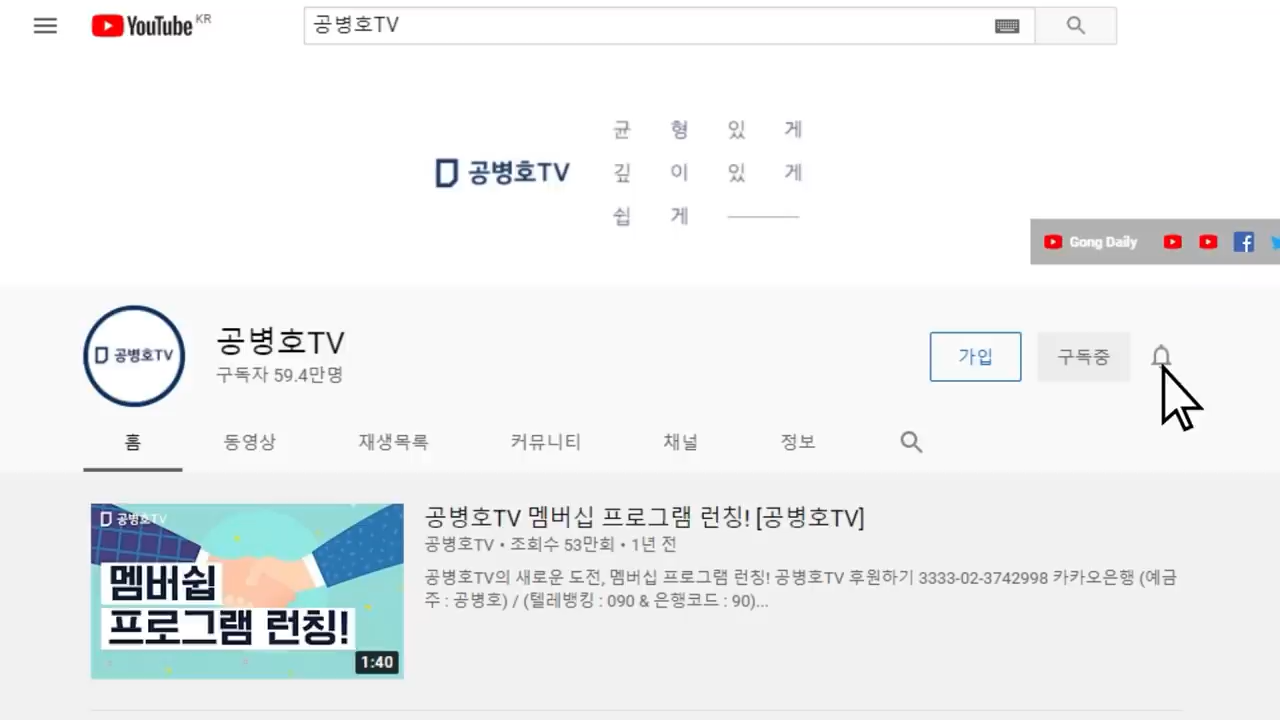 YouTube KR
공병호TV
균 형 있 게
공병호TV
깊 이 있 게
쉽 게
Gong Daily
공병호TV
공병호TV
구독자 59.4만명
가입
구독중
홈
동영상
재생목록
커뮤니티
채널
정보
공병호TV
멤버쉽
프로그램 런칭!
1:40
공병호TV 멤버십 프로그램 런칭! [공병호TV]
공병호TV • 조회수 53만회 • 1년 전
공병호TV의 새로운 도전, 멤버십 프로그램 런칭! 공병호TV 후원하기 3333-02-3742998 카카오은행 (예금
주 : 공병호) / (텔레뱅킹 : 090 & 은행코드 : 90)...